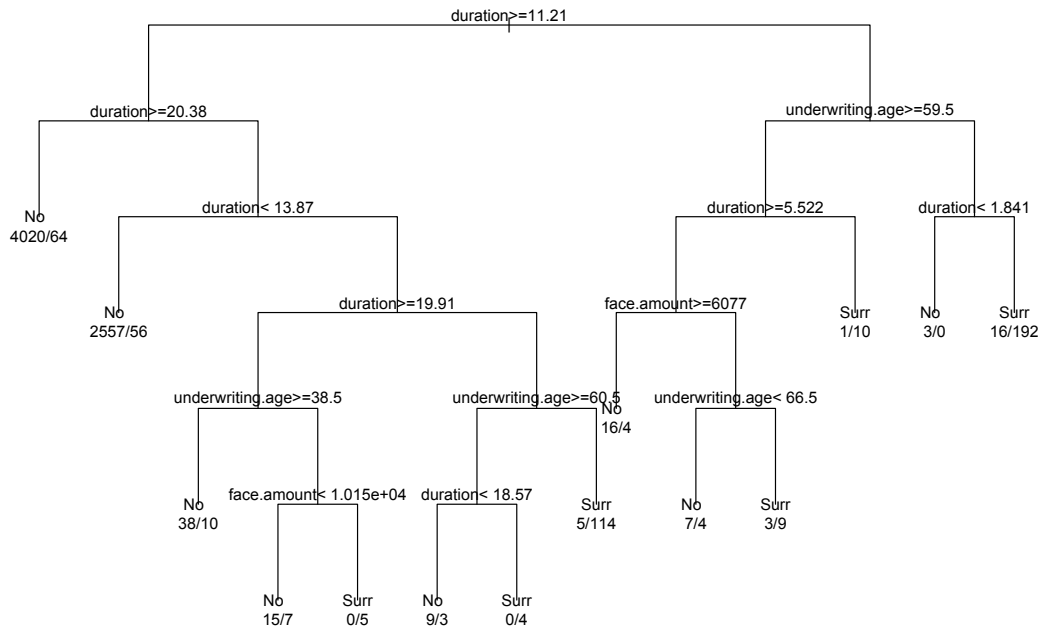 duration>=11.21
duration>=20.38
underwriting.age>=59.5
No
4020/64
duration< 13.87
duration>=5.522
duration< 1.841
No
2557/56
duration>=19.91
face.amount>=6077
Surr
1/10
No
3/0
Surr
16/192
underwriting.age>=38.5
underwriting.age>=60.5
No
16/4
underwriting.age< 66.5
No
38/10
face.amount< 1.015e+04
duration< 18.57
Surr
5/114
No
7/4
Surr
3/9
No
15/7
Surr
0/5
No
9/3
Surr
0/4